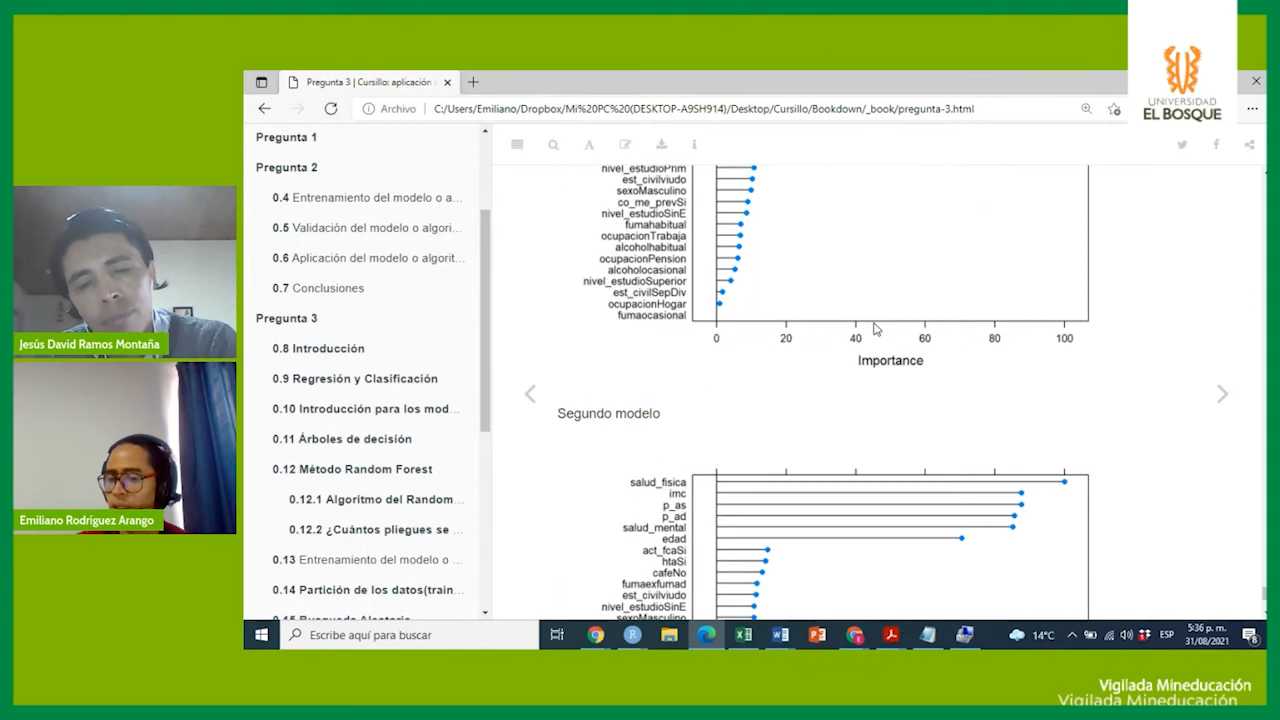 UNIVERSIDAD
EL BOSQUE
Pregunta 3 | Cursillo: aplicación
Archivo
C:/Users/Emiliano/Dropbox/Mi%20PC%20(DESKTOP-A9SH914)/Desktop/Cursillo/Bookdown/_book/pregunta-3.html
Pregunta 1
Pregunta 2
0.4 Entrenamiento del modelo o a...
0.5 Validación del modelo o algori...
0.6 Aplicación del modelo o algorit...
0.7 Conclusiones
Pregunta 3
0.8 Introducción
0.9 Regresión y Clasificación
0.10 Introducción para los mod...
0.11 Árboles de decisión
0.12 Método Random Forest
0.12.1 Algoritmo del Random...
0.12.2 ¿Cuántos pliegues se ...
0.13 Entrenamiento del modelo o ...
0.14 Partición de los datos(train...
nivel_estudioPrim
est_civilviudo
sexoMasculino
co_me_prevSi
nivel_estudioSinE
fumahabitual
ocupacionTrabaja
alcoholhabitual
ocupacionPension
alcoholocasional
nivel_estudioSuperior
est_civilSepDiv
ocupacionHogar
fumaocasional
0 20 40 60 80 100
Importance
Segundo modelo
salud_fisica
imc
p_as
p_ad
salud_mental
edad
act_fcaSi
htaSi
cafeNo
fumaexfumad
est_civilviudo
nivel_estudioSinE
sexoMasculino
Jesús David Ramos Montaña
Emiliano Rodríguez Arango
Escribe aquí para buscar
14°C
ESP
5:36 p. m.
31/08/2021
Vigilada Mineducación
Vigilada Mineducación